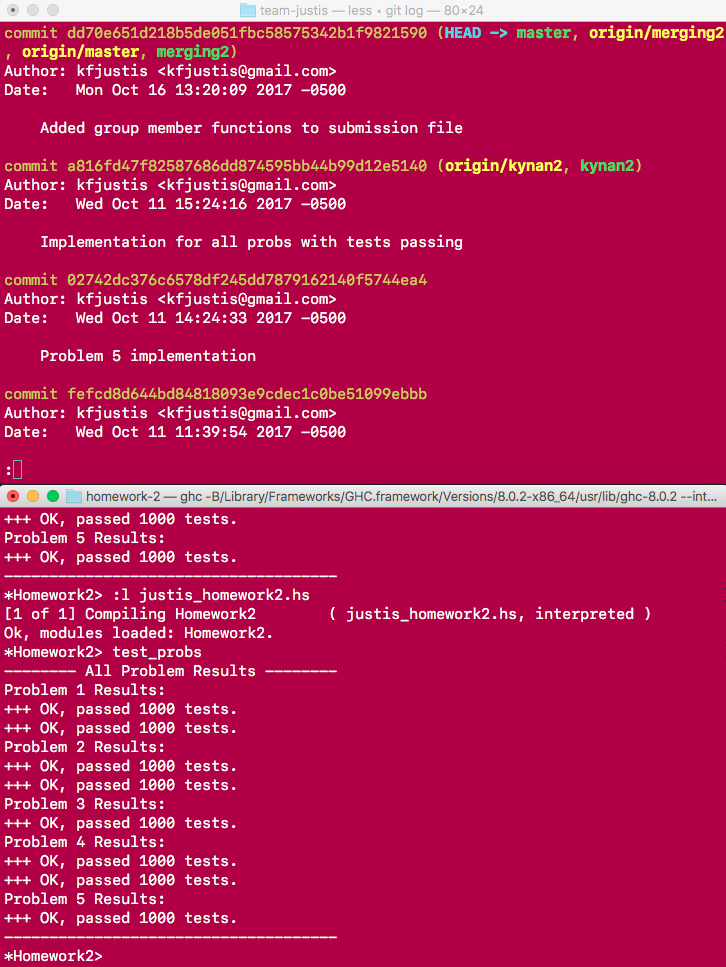 team-justis — less • git log — 80×24
commit dd70e651d218b5de051fbc58575342b1f9821590 (HEAD -> master, origin/merging2
, origin/master, merging2)
Author: kfjustis <kfjustis@gmail.com>
Date:   Mon Oct 16 13:20:09 2017 -0500
    Added group member functions to submission file
commit a816fd47f82587686dd874595bb44b99d12e5140 (origin/kynan2, kynan2)
Author: kfjustis <kfjustis@gmail.com>
Date:   Wed Oct 11 15:24:16 2017 -0500
    Implementation for all probs with tests passing
commit 02742dc376c6578df245dd7879162140f5744ea4
Author: kfjustis <kfjustis@gmail.com>
Date:   Wed Oct 11 14:24:33 2017 -0500
    Problem 5 implementation
commit fefcd8d644bd84818093e9cdec1c0be51099ebbb
Author: kfjustis <kfjustis@gmail.com>
Date:   Wed Oct 11 11:39:54 2017 -0500
:
homework-2 — ghc -B/Library/Frameworks/GHC.framework/Versions/8.0.2-x86_64/usr/lib/ghc-8.0.2 --int...
+++ OK, passed 1000 tests.
Problem 5 Results:
+++ OK, passed 1000 tests.
-------------------------------------
*Homework2> :l justis_homework2.hs
[1 of 1] Compiling Homework2        ( justis_homework2.hs, interpreted )
Ok, modules loaded: Homework2.
*Homework2> test_probs
-------- All Problem Results --------
Problem 1 Results:
+++ OK, passed 1000 tests.
+++ OK, passed 1000 tests.
Problem 2 Results:
+++ OK, passed 1000 tests.
+++ OK, passed 1000 tests.
Problem 3 Results:
+++ OK, passed 1000 tests.
Problem 4 Results:
+++ OK, passed 1000 tests.
+++ OK, passed 1000 tests.
Problem 5 Results:
+++ OK, passed 1000 tests.
-------------------------------------
*Homework2>